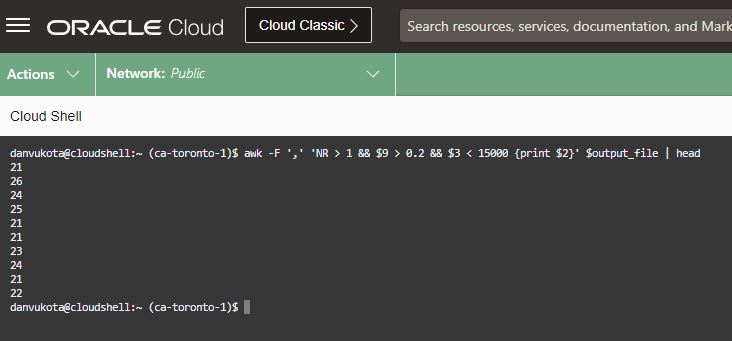 ORACLE Cloud
Cloud Classic >
Search resources, services, documentation, and Mark
Actions
Network: Public
Cloud Shell
danvukota@cloudshell:~ (ca-toronto-1)$ awk -F ',' 'NR > 1 && $9 > 0.2 && $3 < 15000 {print $2}' $output_file | head
21
26
24
25
21
21
23
24
21
22
danvukota@cloudshell:~ (ca-toronto-1)$